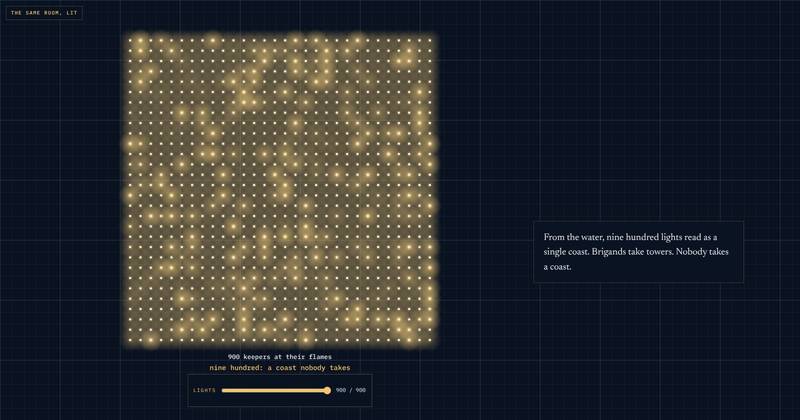 THE SAME ROOM, LIT
From the water, nine hundred lights read as a
single coast. Brigands take towers. Nobody takes
a coast.
900 keepers at their flames
nine hundred: a coast nobody takes
LIGHTS 900 / 900